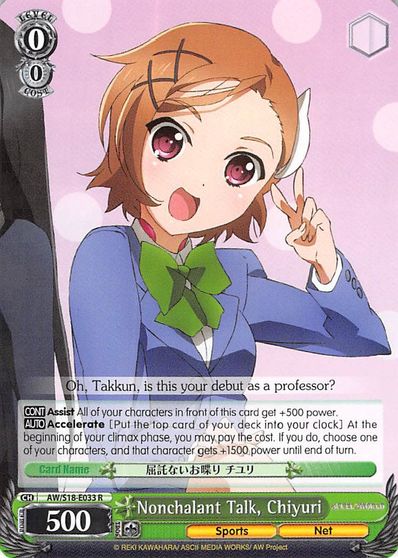 LEVEL
0
0
COST
Oh, Takkun, is this your debut as a professor?
CONT Assist All of your characters in front of this card get +500 power.
AUTO Accelerate [Put the top card of your deck into your clock] At the
beginning of your climax phase, you may pay the cost. If you do, choose
one of your characters, and that character gets +1500 power until end of turn.
Card Name 屈託ないお喋り チユリ
CH AW/S18-E033 R
Nonchalant Talk, Chiyuri
ACCEL WORLD
POWER
500
SOUL
Sports
Net
© REKI KAWAHARA/ ASCII MEDIA WORKS/ AW Project